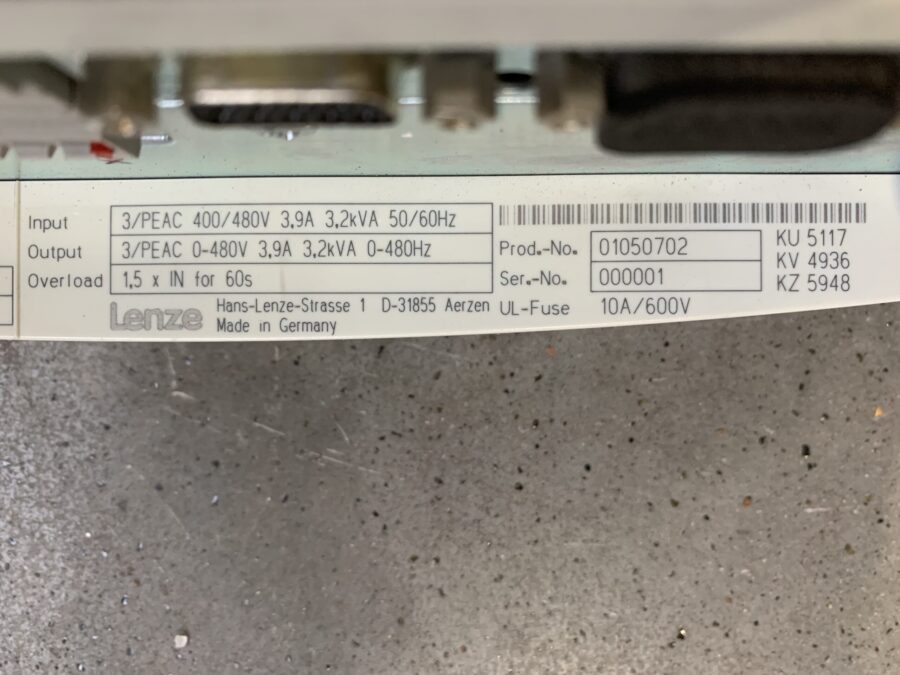 Input 3/PEAC 400/480V 3,9A 3,2kVA 50/60Hz
Output 3/PEAC 0-480V 3,9A 3,2kVA 0-480Hz
Overload 1,5 x IN for 60s
Lenze Hans-Lenze-Strasse 1 D-31855 Aerzen
Made in Germany
Prod.-No. 01050702
Ser.-No. 000001
UL-Fuse 10A/600V
KU 5117
KV 4936
KZ 5948